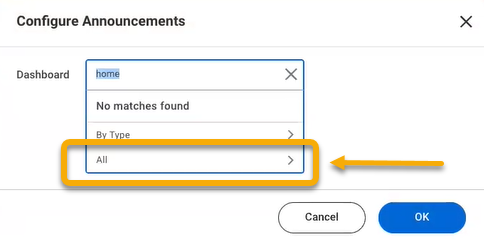 Configure Announcements
Dashboard
home
No matches found
By Type
All
Cancel
OK